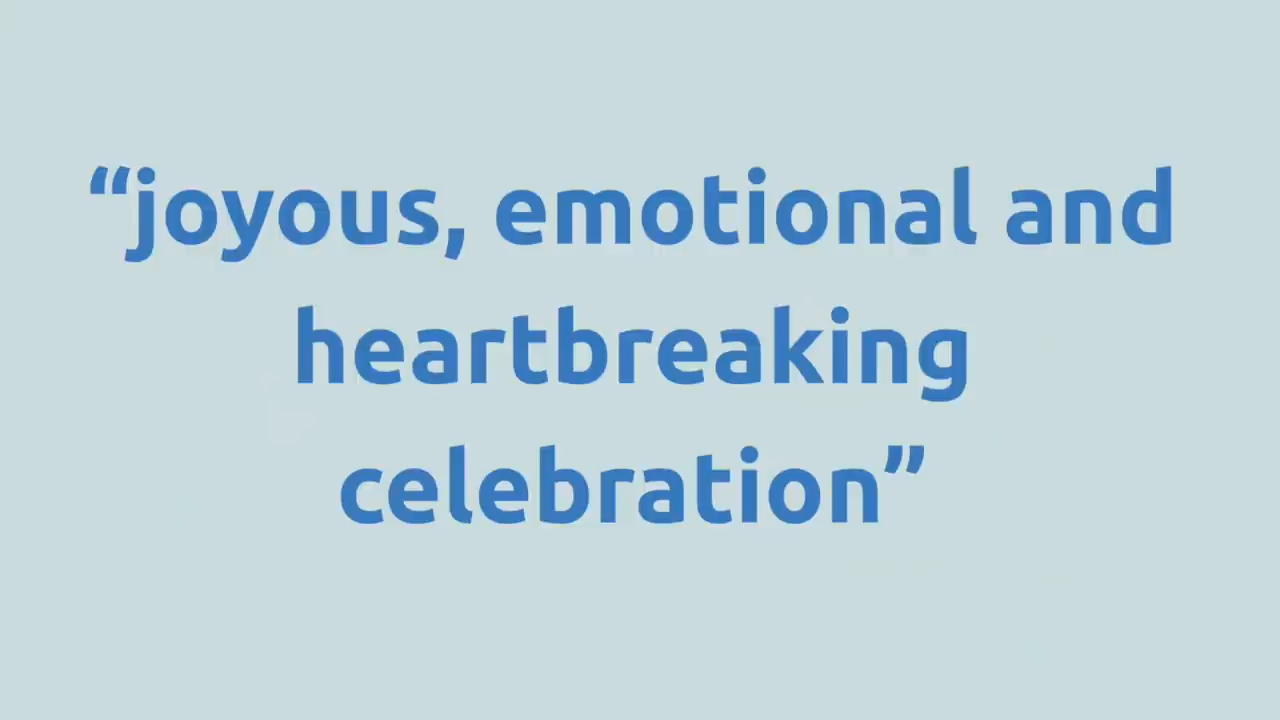 “joyous, emotional and
heartbreaking
celebration”